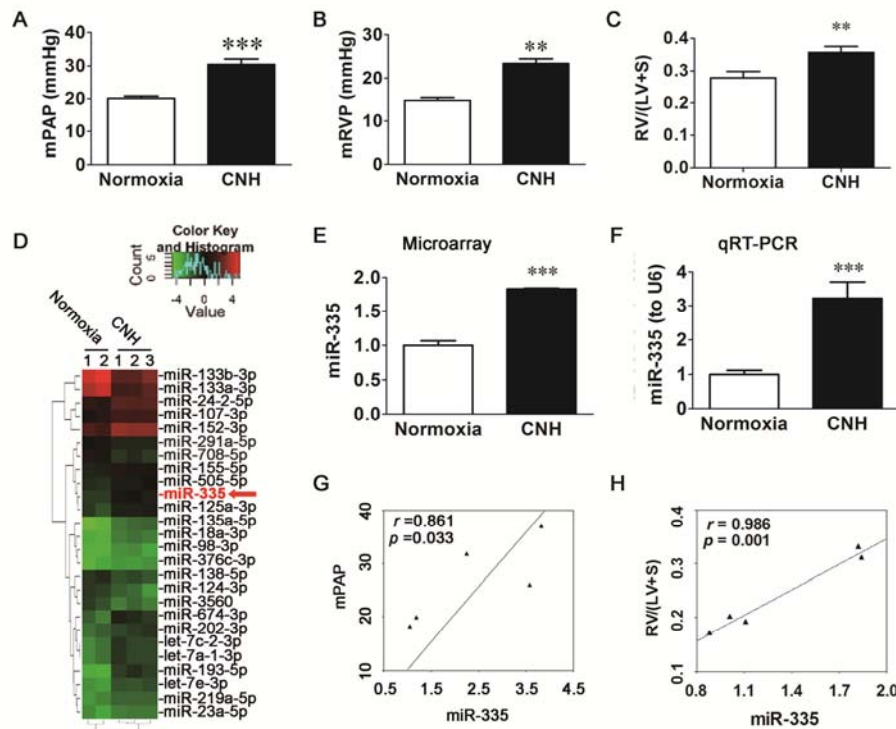 A
mPAP (mmHg)
40
30
20
10
0
***
Normoxia
CNH
B
mRVP (mmHg)
30
20
10
0
**
Normoxia
CNH
C
RV/(LV+S)
0.4
0.3
0.2
0.1
0.0
**
Normoxia
CNH
D
Color Key
and Histogram
Count
0 5
-4 -2 0 2 4
Value
Normoxia
CNH
1 2 1 2 3
-miR-133b-3p
-miR-133a-3p
-miR-24-2-5p
-miR-107-3p
-miR-152-3p
-miR-291a-5p
-miR-708-5p
-miR-155-5p
-miR-505-5p
-miR-335
-miR-125a-3p
-miR-135a-5p
-miR-18a-3p
-miR-98-3p
-miR-376c-3p
-miR-138-5p
-miR-124-3p
-miR-3560
-miR-674-3p
-miR-202-3p
-let-7c-2-3p
-let-7a-1-3p
-miR-193-5p
-let-7e-3p
-miR-219a-5p
-miR-23a-5p
E
Microarray
miR-335
2.0
1.5
1.0
0.5
0.0
***
Normoxia
CNH
F
qRT-PCR
miR-335 (to U6)
4
3
2
1
0
***
Normoxia
CNH
G
r = 0.861
p = 0.033
mPAP
40
30
20
10
0.5 1.5 2.5 3.5 4.5
miR-335
H
r = 0.986
p = 0.001
RV/(LV+S)
0.4
0.3
0.2
0.1
0.8 1.1 1.4 1.7 2.0
miR-335